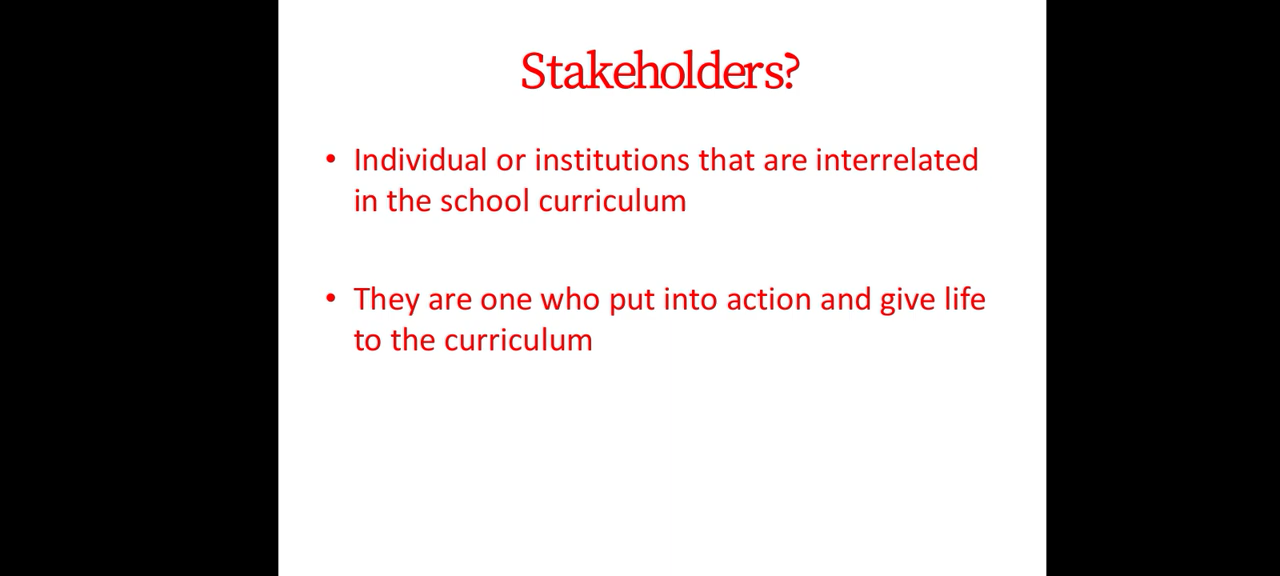 Stakeholders?
• Individual or institutions that are interrelated
in the school curriculum
• They are one who put into action and give life
to the curriculum